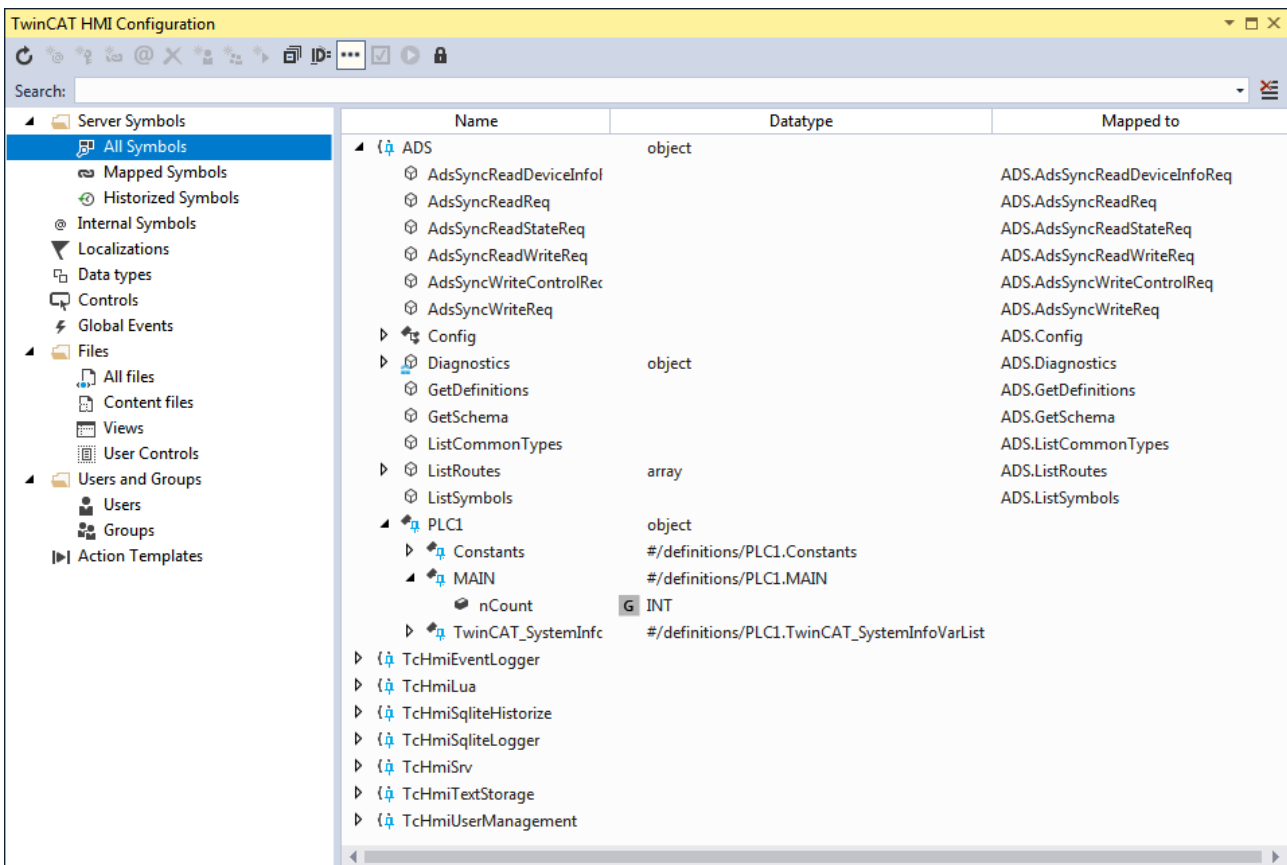 TwinCAT HMI Configuration
ID:
Search:
Server Symbols
All Symbols
Mapped Symbols
Historized Symbols
@ Internal Symbols
Localizations
Data types
Controls
Global Events
Files
All files
Content files
Views
User Controls
Users and Groups
Users
Groups
Action Templates
Name Datatype Mapped to
ADS object
AdsSyncReadDeviceInfoI ADS.AdsSyncReadDeviceInfoReq
AdsSyncReadReq ADS.AdsSyncReadReq
AdsSyncReadStateReq ADS.AdsSyncReadStateReq
AdsSyncReadWriteReq ADS.AdsSyncReadWriteReq
AdsSyncWriteControlRec ADS.AdsSyncWriteControlReq
AdsSyncWriteReq ADS.AdsSyncWriteReq
Config ADS.Config
Diagnostics object ADS.Diagnostics
GetDefinitions ADS.GetDefinitions
GetSchema ADS.GetSchema
ListCommonTypes ADS.ListCommonTypes
ListRoutes array ADS.ListRoutes
ListSymbols ADS.ListSymbols
PLC1 object
Constants #/definitions/PLC1.Constants
MAIN #/definitions/PLC1.MAIN
nCount G INT
TwinCAT_SystemInfc #/definitions/PLC1.TwinCAT_SystemInfoVarList
TcHmiEventLogger
TcHmiLua
TcHmiSqliteHistorize
TcHmiSqliteLogger
TcHmiSrv
TcHmiTextStorage
TcHmiUserManagement